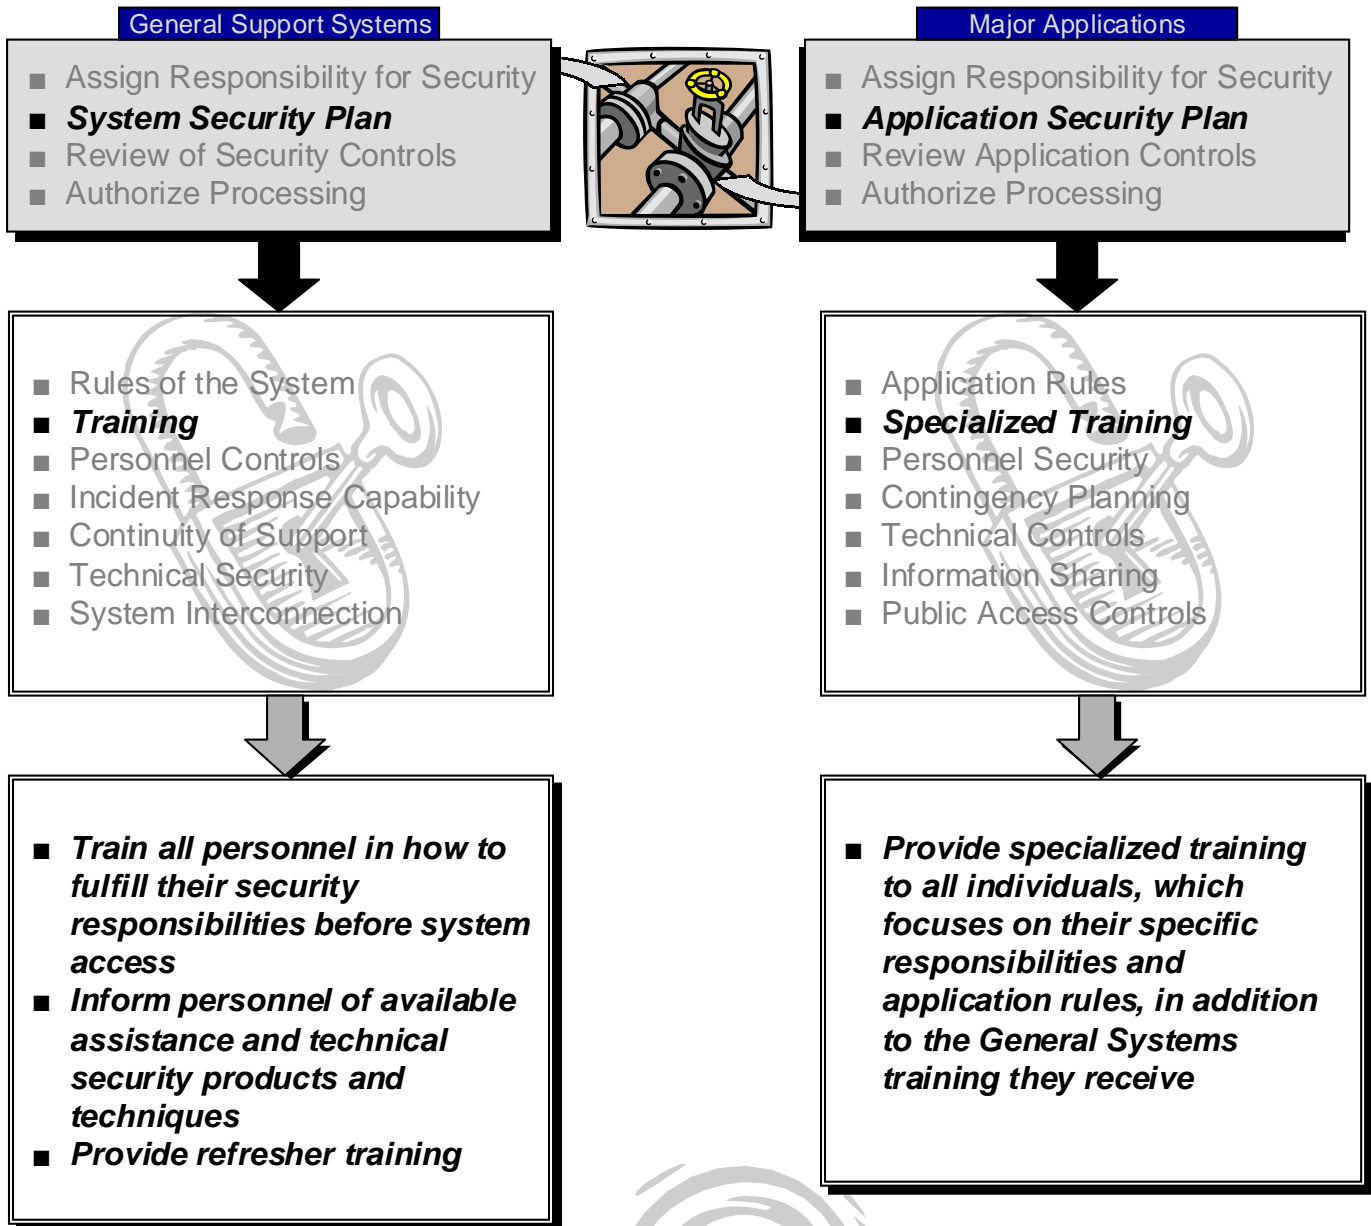 General Support Systems
■ Assign Responsibility for Security
■ System Security Plan
■ Review of Security Controls
■ Authorize Processing
■ Rules of the System
■ Training
■ Personnel Controls
■ Incident Response Capability
■ Continuity of Support
■ Technical Security
■ System Interconnection
■ Train all personnel in how to
fulfill their security
responsibilities before system
access
■ Inform personnel of available
assistance and technical
security products and
techniques
■ Provide refresher training
Major Applications
■ Assign Responsibility for Security
■ Application Security Plan
■ Review Application Controls
■ Authorize Processing
■ Application Rules
■ Specialized Training
■ Personnel Security
■ Contingency Planning
■ Technical Controls
■ Information Sharing
■ Public Access Controls
■ Provide specialized training
to all individuals, which
focuses on their specific
responsibilities and
application rules, in addition
to the General Systems
training they receive